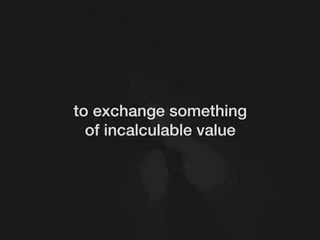 to exchange something
of incalculable value